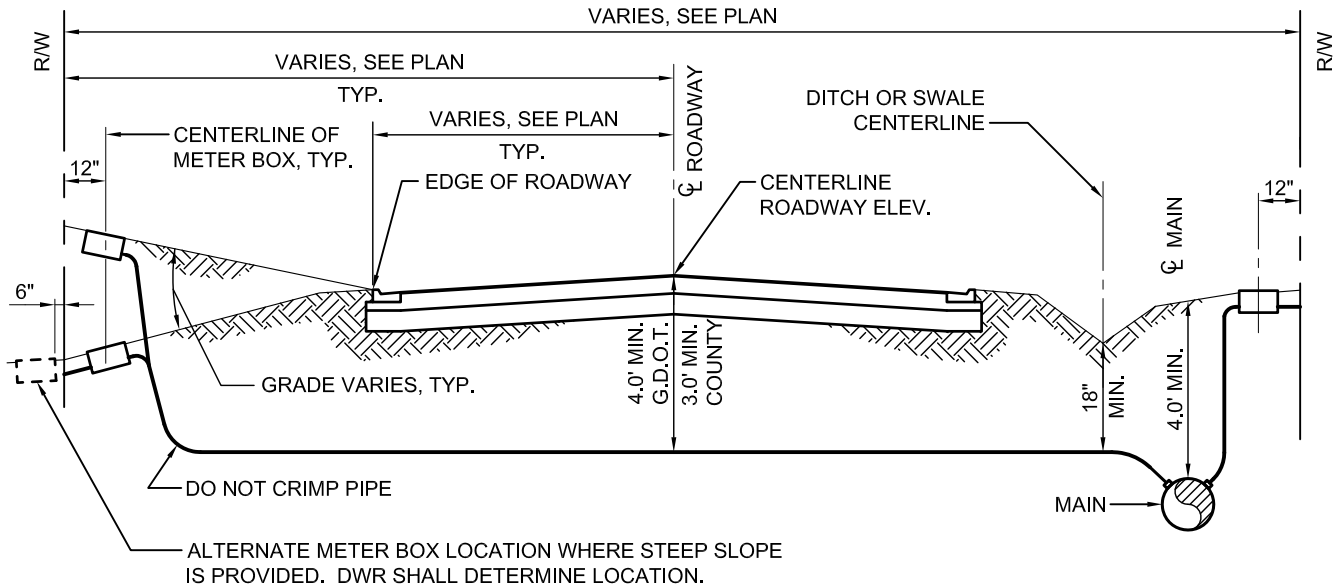 VARIES, SEE PLAN
R/W
R/W
VARIES, SEE PLAN
TYP.
VARIES, SEE PLAN
TYP.
℄ ROADWAY
DITCH OR SWALE
CENTERLINE
CENTERLINE OF
METER BOX, TYP.
12"
EDGE OF ROADWAY
CENTERLINE
ROADWAY ELEV.
℄ MAIN
12"
6"
GRADE VARIES, TYP.
4.0' MIN.
G.D.O.T.
3.0' MIN.
COUNTY
18"
MIN.
4.0' MIN.
DO NOT CRIMP PIPE
MAIN
ALTERNATE METER BOX LOCATION WHERE STEEP SLOPE
IS PROVIDED. DWR SHALL DETERMINE LOCATION.